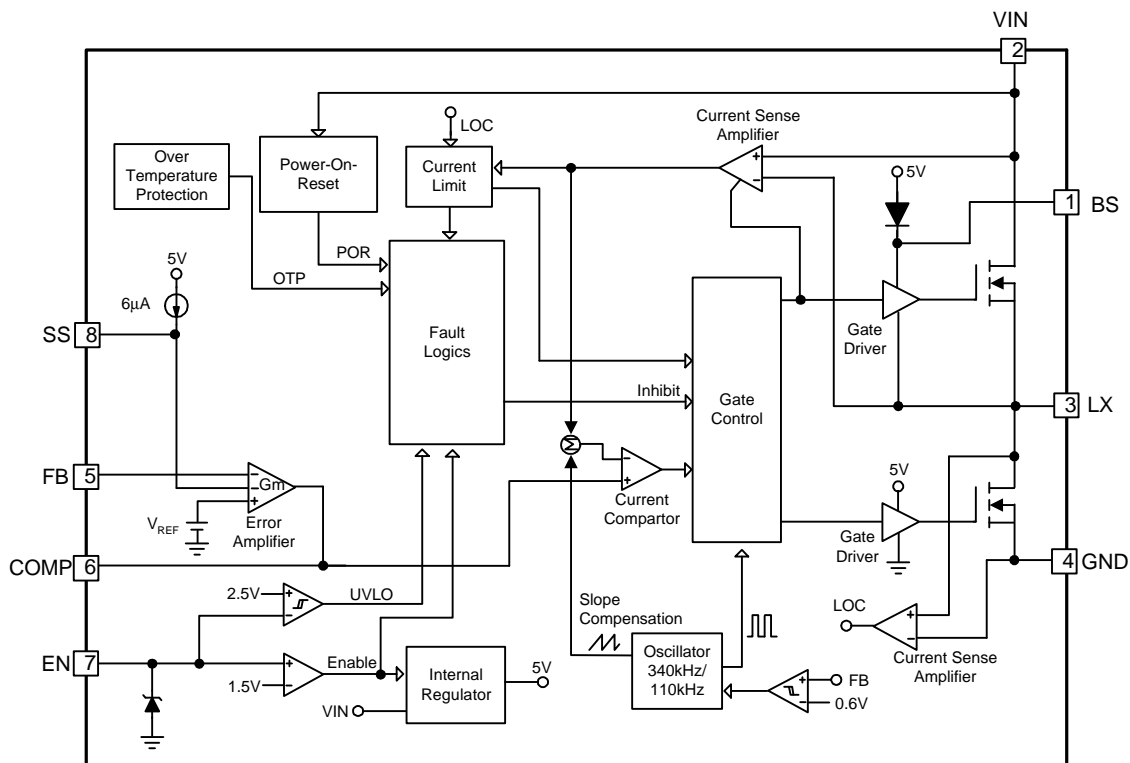 VIN
2
LOC
Current Sense
Amplifier
Over
Temperature
Protection
Power-On-
Reset
Current
Limit
5V
1
BS
POR
OTP
5V
6µA
SS
8
Fault
Logics
Gate
Driver
Inhibit
Gate
Control
3
LX
FB
5
Gm
VREF
Error
Amplifier
Current
Compartor
5V
Gate
Driver
COMP
6
4
GND
2.5V
UVLO
Slope
Compensation
LOC
EN
7
Enable
1.5V
Internal
Regulator
5V
VIN
Oscillator
340kHz/
110kHz
FB
0.6V
Current Sense
Amplifier